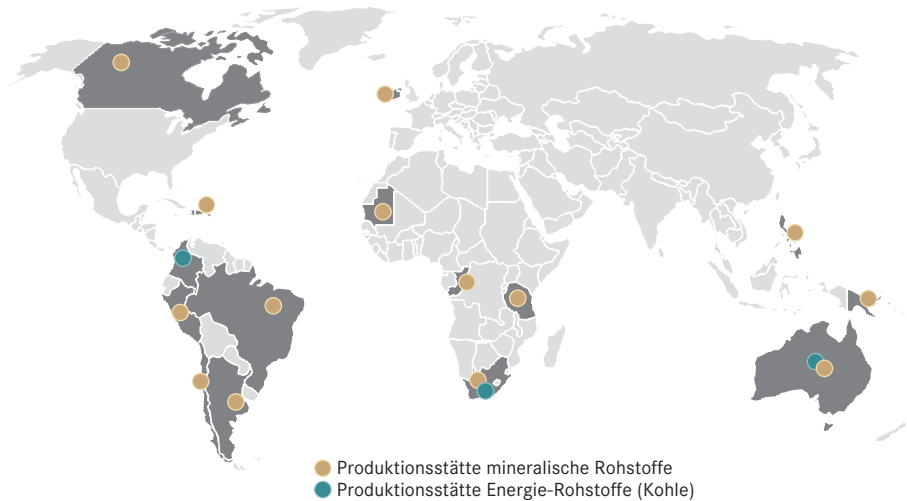 Produktionsstätte mineralische Rohstoffe
Produktionsstätte Energie-Rohstoffe (Kohle)